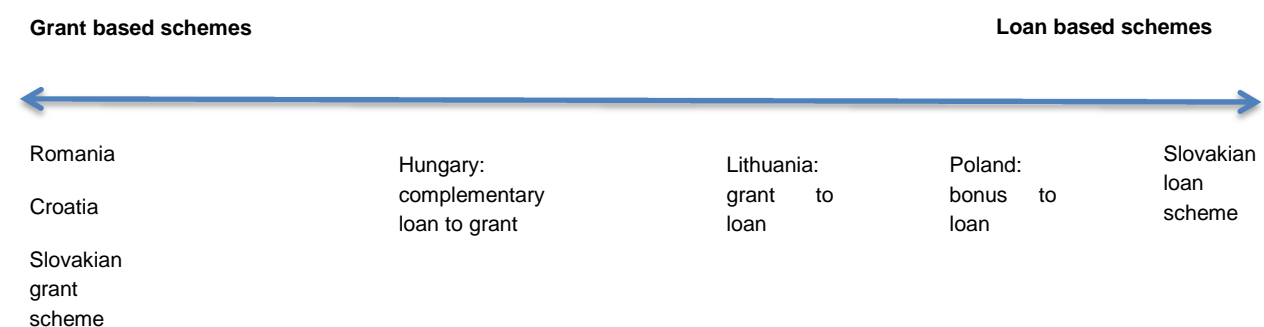 Grant based schemes
Loan based schemes
Romania
Croatia
Slovakian
grant
scheme
Hungary:
complementary
loan to grant
Lithuania:
grant to
loan
Poland:
bonus to
loan
Slovakian
loan
scheme